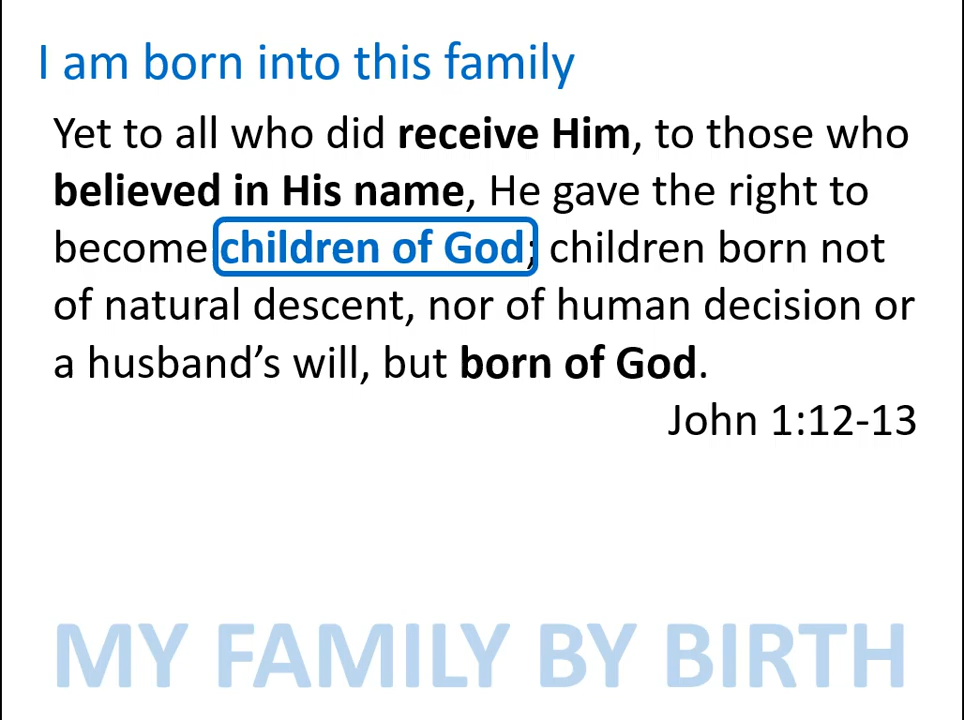 I am born into this family
Yet to all who did receive Him, to those who
believed in His name, He gave the right to
become children of God; children born not
of natural descent, nor of human decision or
a husband’s will, but born of God.
John 1:12-13
MY FAMILY BY BIRTH